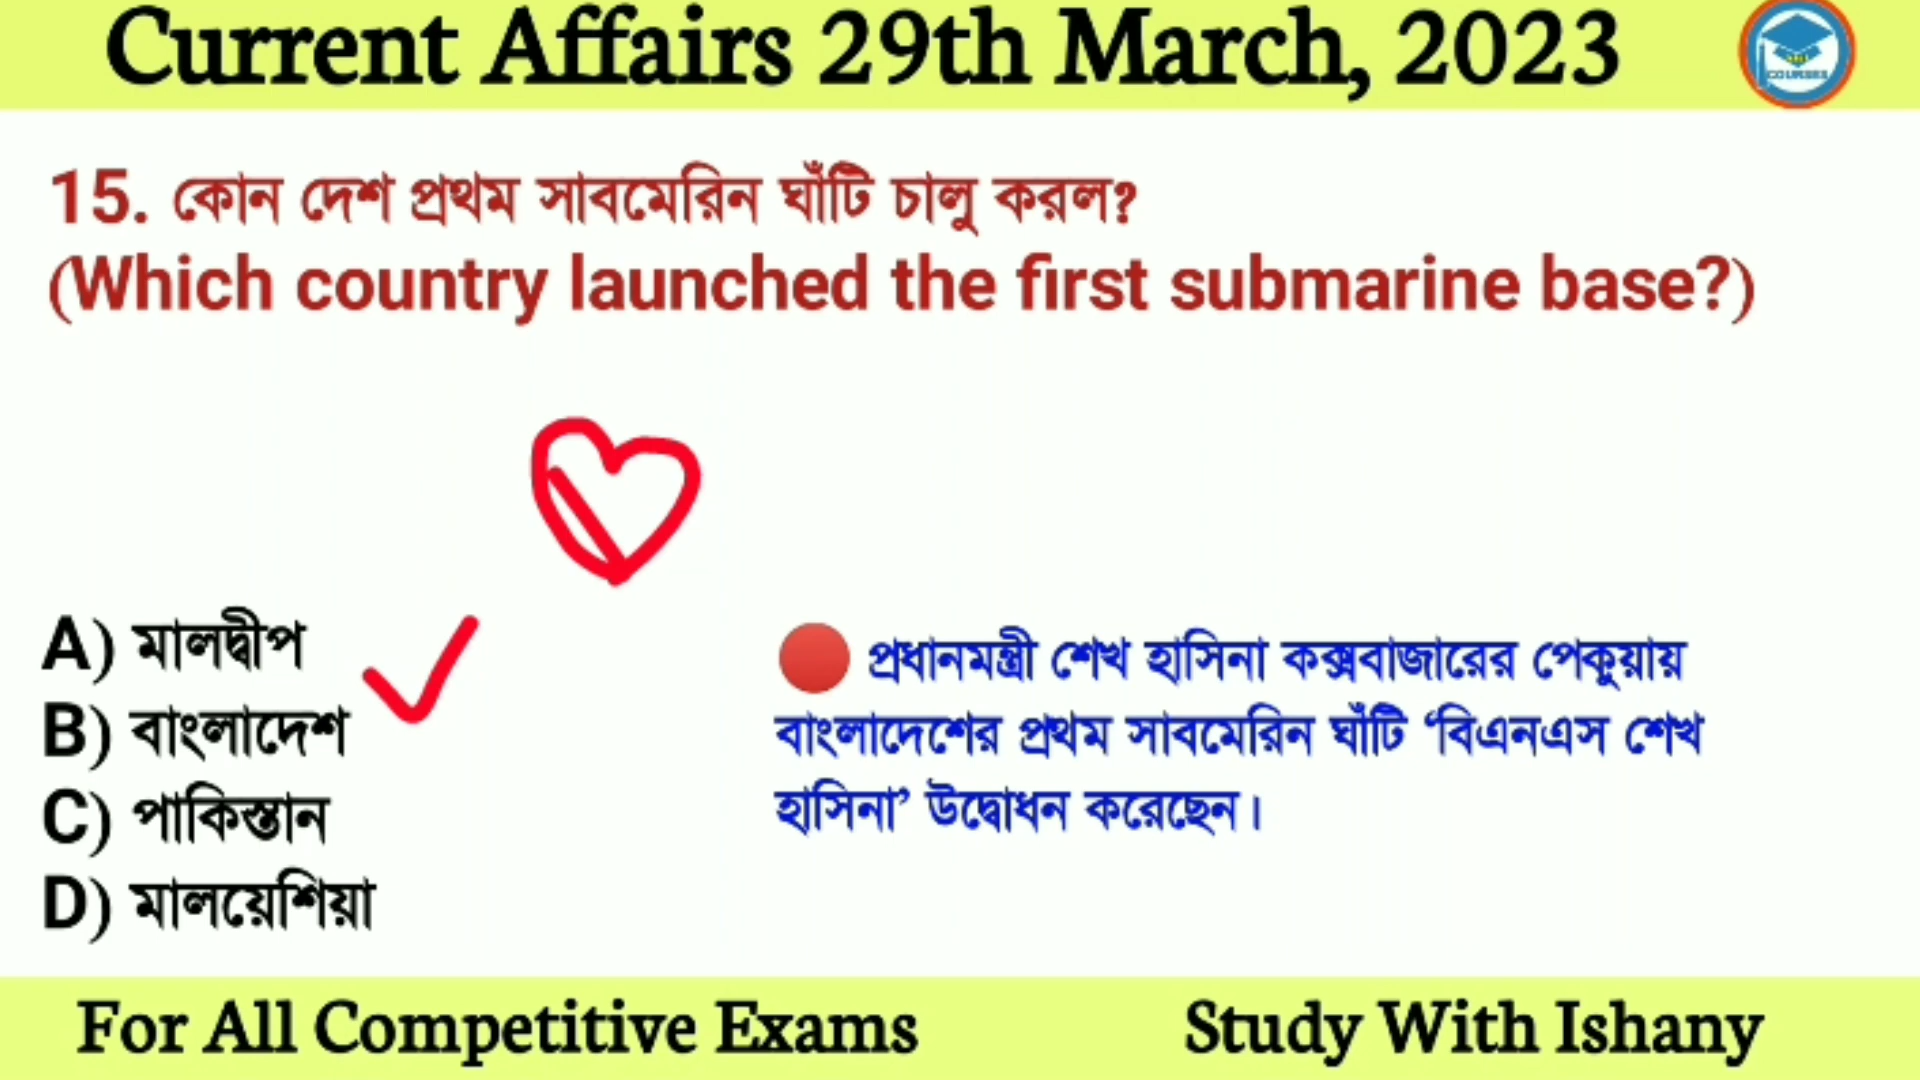 Current Affairs 29th March, 2023
COURSES
15. কোন দেশ প্রথম সাবমেরিন ঘাঁটি চালু করল?
(Which country launched the first submarine base?)
A) মালদ্বীপ
B) বাংলাদেশ
C) পাকিস্তান
D) মালয়েশিয়া
প্রধানমন্ত্রী শেখ হাসিনা কক্সবাজারের পেকুয়ায়
বাংলাদেশের প্রথম সাবমেরিন ঘাঁটি ‘বিএনএস শেখ
হাসিনা’ উদ্বোধন করেছেন।
For All Competitive Exams
Study With Ishany